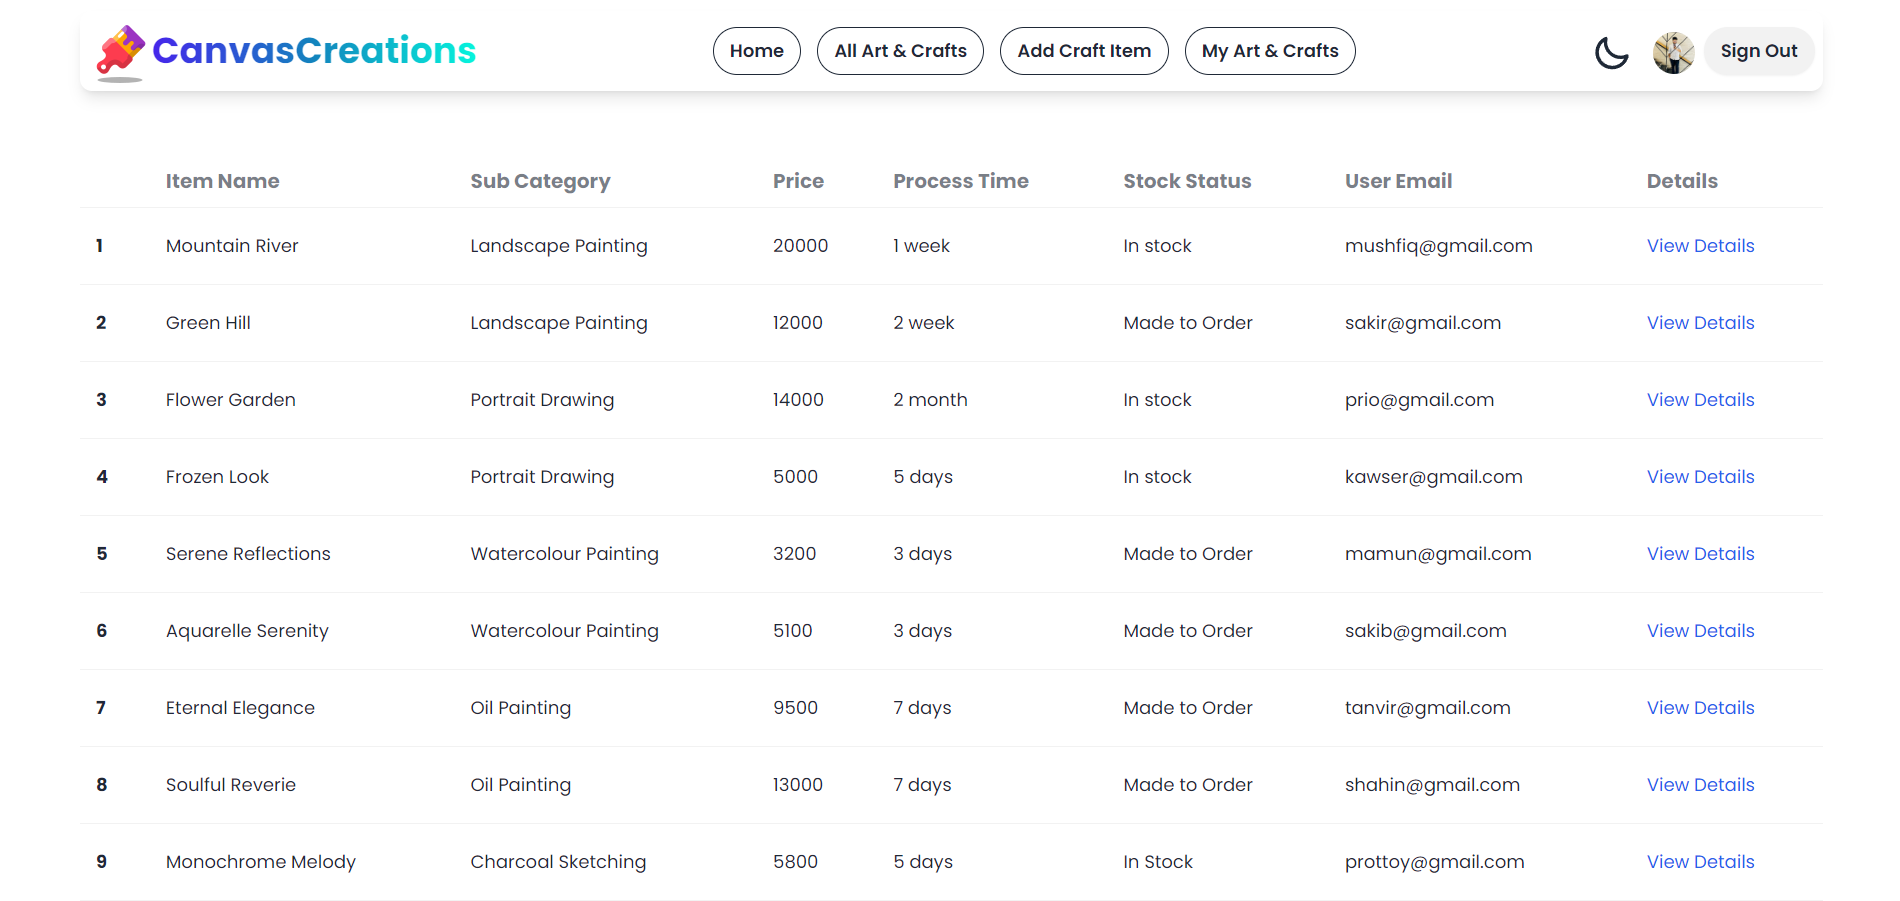 CanvasCreations Home All Art & Crafts Add Craft Item My Art & Crafts Sign Out
Item Name Sub Category Price Process Time Stock Status User Email Details
1 Mountain River Landscape Painting 20000 1 week In stock mushfiq@gmail.com View Details
2 Green Hill Landscape Painting 12000 2 week Made to Order sakir@gmail.com View Details
3 Flower Garden Portrait Drawing 14000 2 month In stock prio@gmail.com View Details
4 Frozen Look Portrait Drawing 5000 5 days In stock kawser@gmail.com View Details
5 Serene Reflections Watercolour Painting 3200 3 days Made to Order mamun@gmail.com View Details
6 Aquarelle Serenity Watercolour Painting 5100 3 days Made to Order sakib@gmail.com View Details
7 Eternal Elegance Oil Painting 9500 7 days Made to Order tanvir@gmail.com View Details
8 Soulful Reverie Oil Painting 13000 7 days Made to Order shahin@gmail.com View Details
9 Monochrome Melody Charcoal Sketching 5800 5 days In Stock prottoy@gmail.com View Details